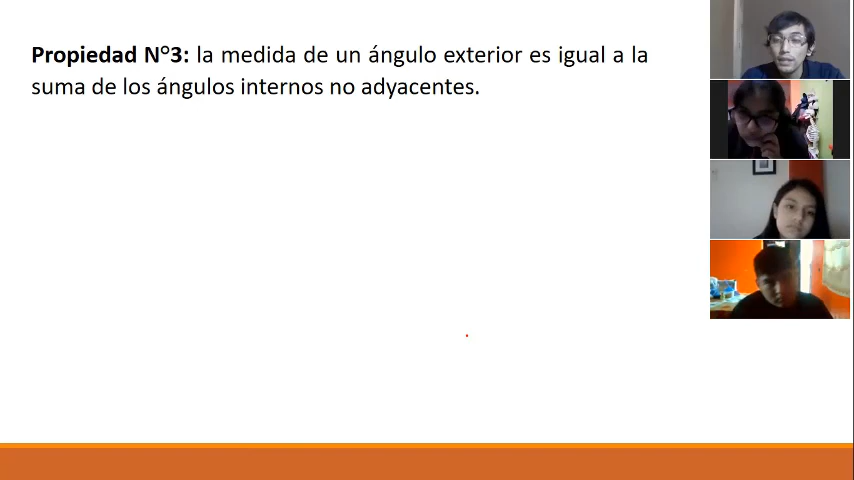 Propiedad N°3: la medida de un ángulo exterior es igual a la
suma de los ángulos internos no adyacentes.